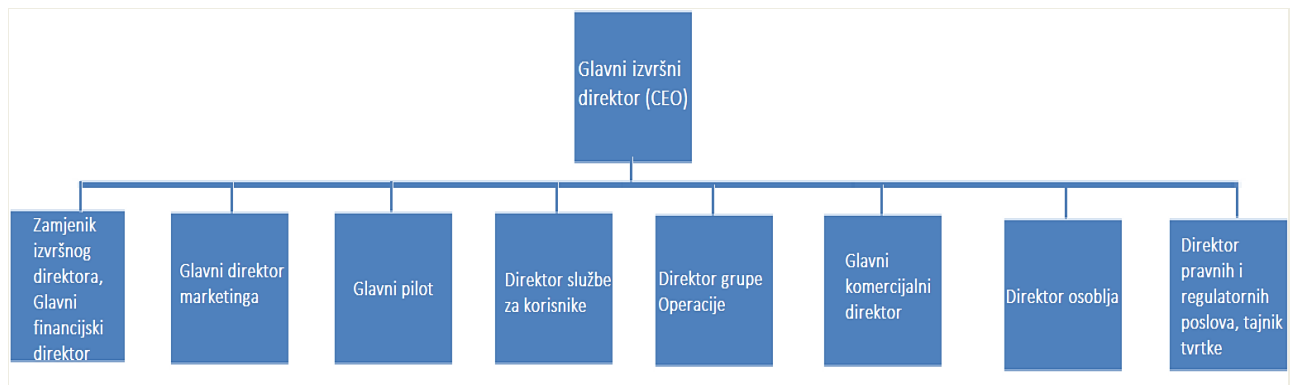 Glavni izvršni
direktor (CEO)
Zamjenik
izvršnog
direktora,
Glavni
financijski
direktor
Glavni direktor
marketinga
Glavni pilot
Direktor službe
za korisnike
Direktor grupe
Operacije
Glavni
komercijalni
direktor
Direktor osoblja
Direktor
pravnih i
regulatornih
poslova, tajnik
tvrtke